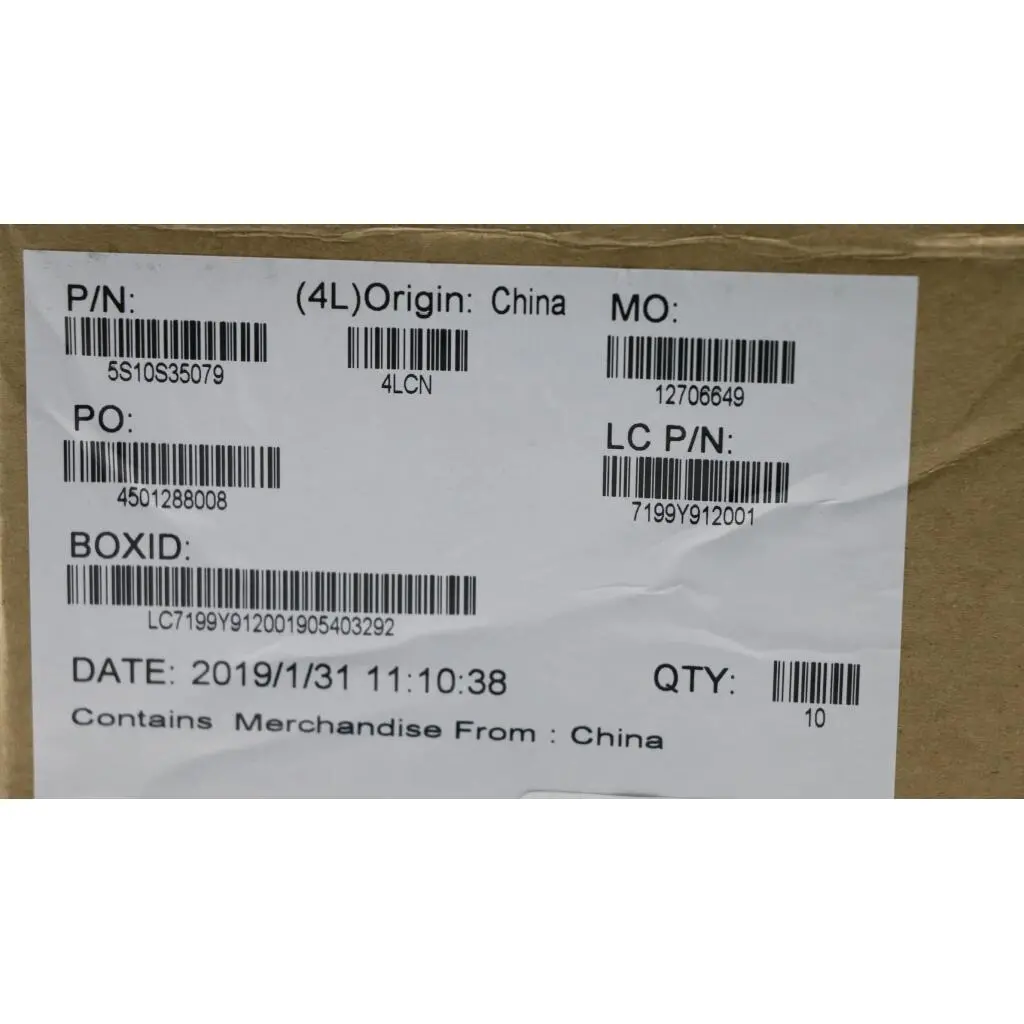 P/N: (4L)Origin: China MO:
5S10S35079 4LCN 12706649
PO: LC P/N:
4501288008 7199Y912001
BOXID:
LC7199Y912001905403292
DATE: 2019/1/31 11:10:38 QTY:
10
Contains Merchandise From : China